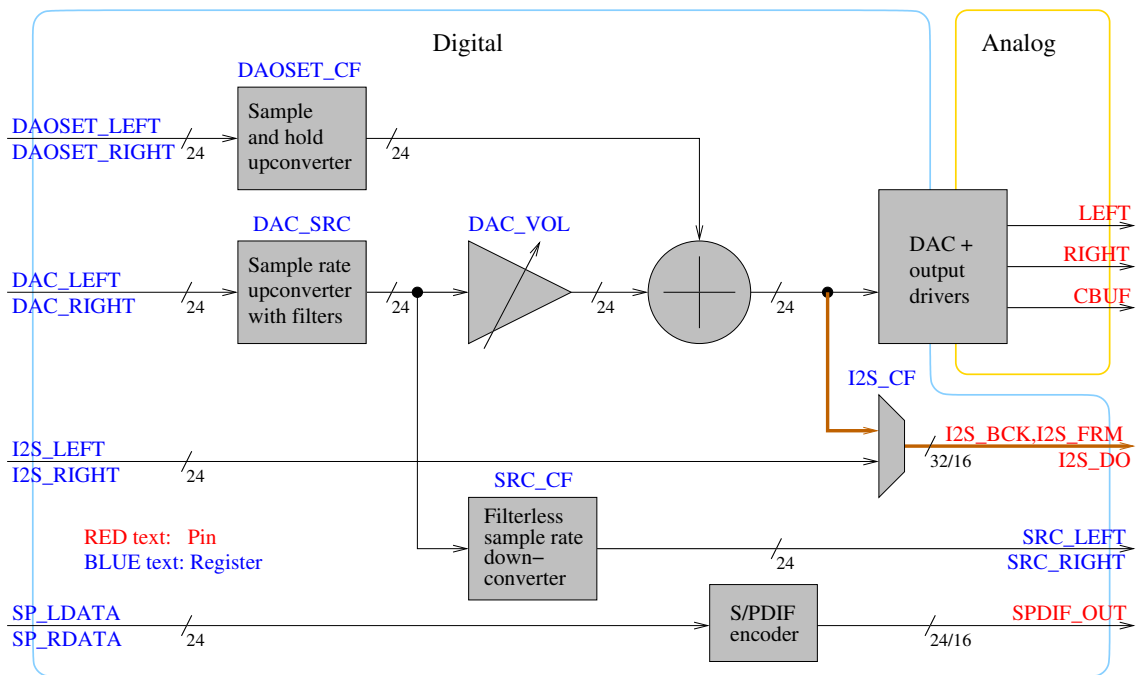 Digital
Analog
DAOSET_CF
DAOSET_LEFT
DAOSET_RIGHT
24
Sample
and hold
upconverter
24
DAC_SRC
DAC_VOL
DAC_LEFT
DAC_RIGHT
24
Sample rate
upconverter
with filters
24
24
24
DAC +
output
drivers
LEFT
RIGHT
CBUF
I2S_CF
I2S_LEFT
I2S_RIGHT
24
32/16
I2S_BCK,I2S_FRM
I2S_DO
SRC_CF
Filterless
sample rate
down−
converter
24
SRC_LEFT
SRC_RIGHT
RED text: Pin
BLUE text: Register
SP_LDATA
SP_RDATA
24
S/PDIF
encoder
24/16
SPDIF_OUT